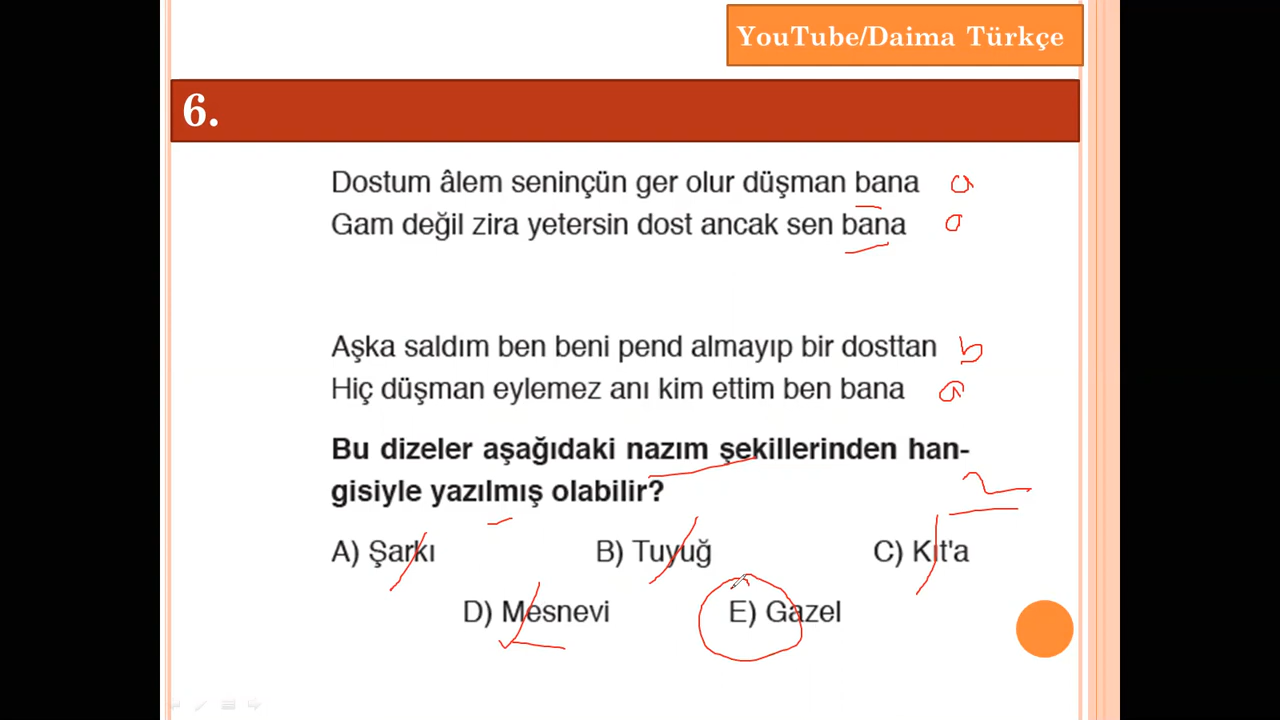 YouTube/Daima Türkçe
6.
Dostum âlem seninçün ger olur düşman bana a
Gam değil zira yetersin dost ancak sen bana a
Aşka saldım ben beni pend almayıp bir dosttan b
Hiç düşman eylemez anı kim ettim ben bana a
Bu dizeler aşağıdaki nazım şekillerinden han-
gisiyle yazılmış olabilir?
A) Şarkı B) Tuyuğ C) Kıt'a
D) Mesnevi E) Gazel